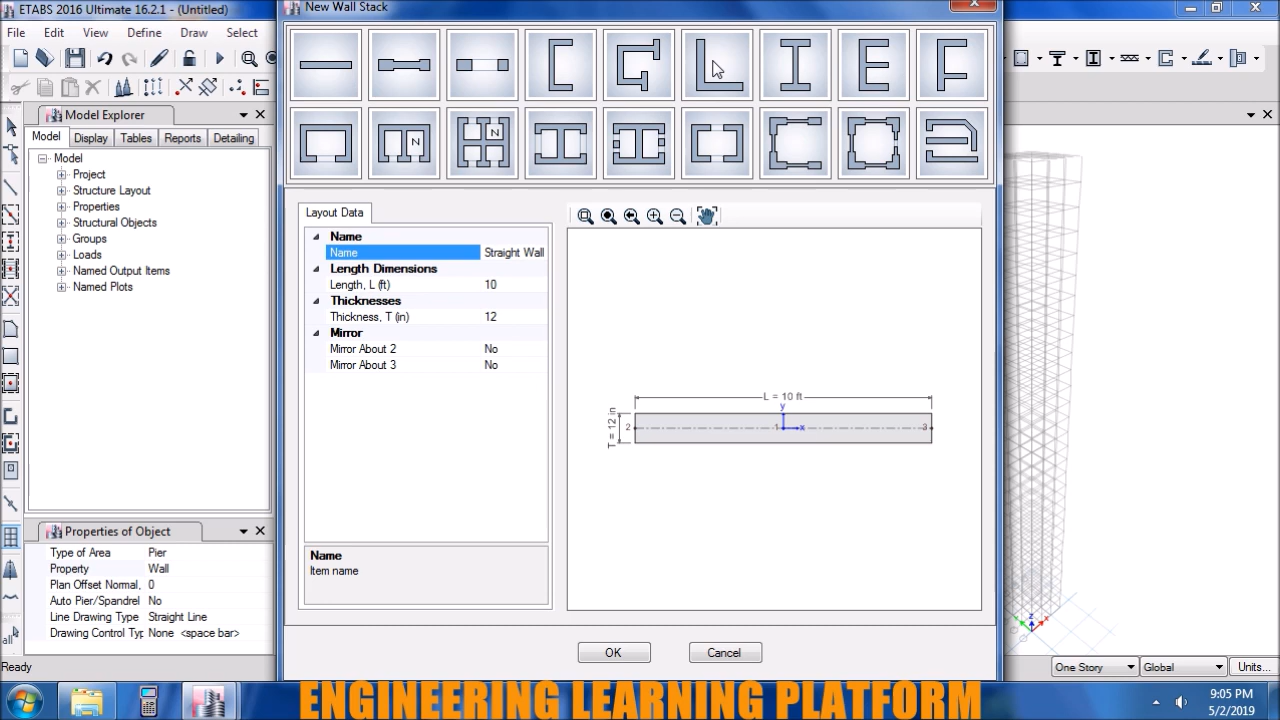 ETABS 2016 Ultimate 16.2.1 - (Untitled)
New Wall Stack
File Edit View Define Draw Select
Model Explorer
Model Display Tables Reports Detailing
Model
Project
Structure Layout
Properties
Structural Objects
Groups
Loads
Named Output Items
Named Plots
N
N
Layout Data
Name
Name Straight Wall
Length Dimensions
Length, L (ft) 10
Thicknesses
Thickness, T (in) 12
Mirror
Mirror About 2 No
Mirror About 3 No
Name
Item name
L = 10 ft
T = 12 in
y
2 1 x 3
OK Cancel
Properties of Object
Type of Area Pier
Property Wall
Plan Offset Normal, 0
Auto Pier/Spandrel No
Line Drawing Type Straight Line
Drawing Control Typ None <space bar>
all
z
x
Ready
One Story Global Units...
ENGINEERING LEARNING PLATFORM
9:05 PM
5/2/2019